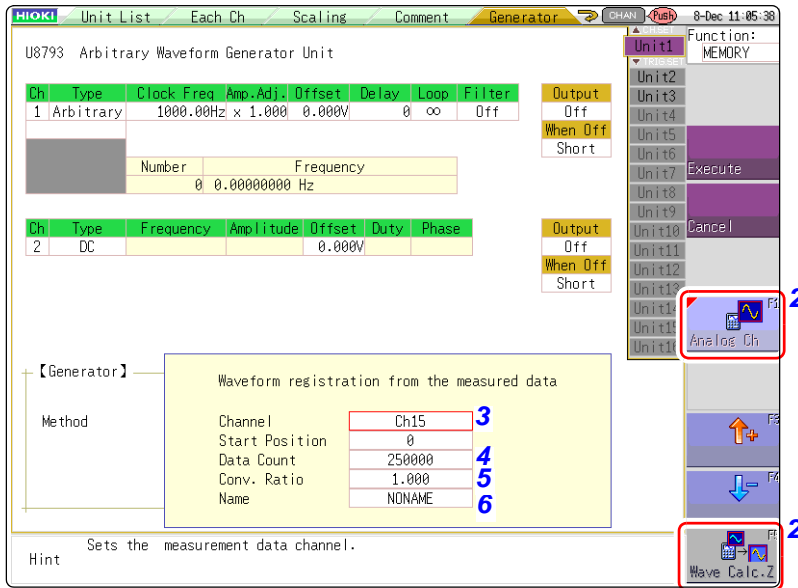 HIOKI Unit List Each Ch Scaling Comment Generator CHAN Push 8-Dec 11:05:38
U8793 Arbitrary Waveform Generator Unit
Ch Type Clock Freq Amp.Adj. Offset Delay Loop Filter
1 Arbitrary 1000.00Hz x 1.000 0.000V 0 ∞ Off
Number Frequency
0 0.00000000 Hz
Output
Off
When Off
Short
Ch Type Frequency Amplitude Offset Duty Phase
2 DC 0.000V
Output
Off
When Off
Short
【Generator】
Method
Waveform registration from the measured data
Channel Ch15 3
Start Position 0
Data Count 250000 4
Conv. Ratio 1.000 5
Name NONAME 6
Hint Sets the measurement data channel.
▲CH.SET
Unit1
▼TRIG.SET
Unit2
Unit3
Unit4
Unit5
Unit6
Unit7
Unit8
Unit9
Unit10
Unit11
Unit12
Unit13
Unit14
Unit15
Unit16
Function:
MEMORY
Execute
Cancel
F1 2
Analog Ch
F3
F4
F5 2
Wave Calc.Z